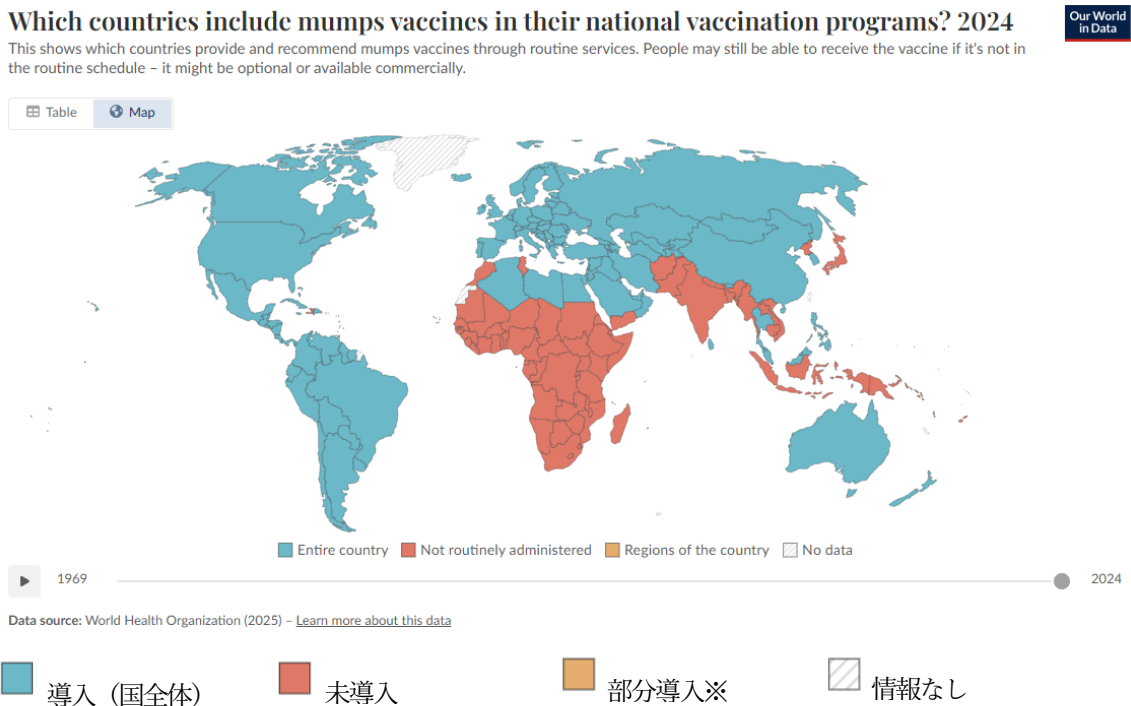 Which countries include mumps vaccines in their national vaccination programs? 2024
Our World
in Data
This shows which countries provide and recommend mumps vaccines through routine services. People may still be able to receive the vaccine if it's not in
the routine schedule – it might be optional or available commercially.
Table Map
Entire country Not routinely administered Regions of the country No data
1969 2024
Data source: World Health Organization (2025) – Learn more about this data
導入（国全体） 未導入 部分導入※ 情報なし